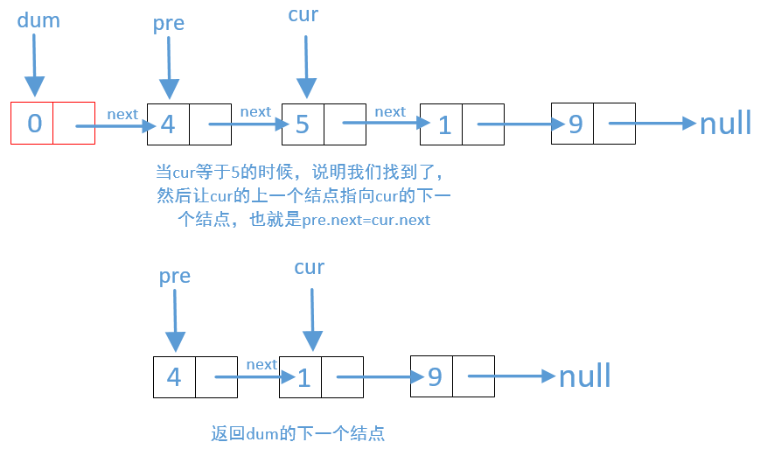 dum
pre
cur
0 next 4 next 5 next 1 9 null
当cur等于5的时候，说明我们找到了，
然后让cur的上一个结点指向cur的下一
个结点，也就是pre.next=cur.next
pre
cur
4 next 1 9 null
返回dum的下一个结点